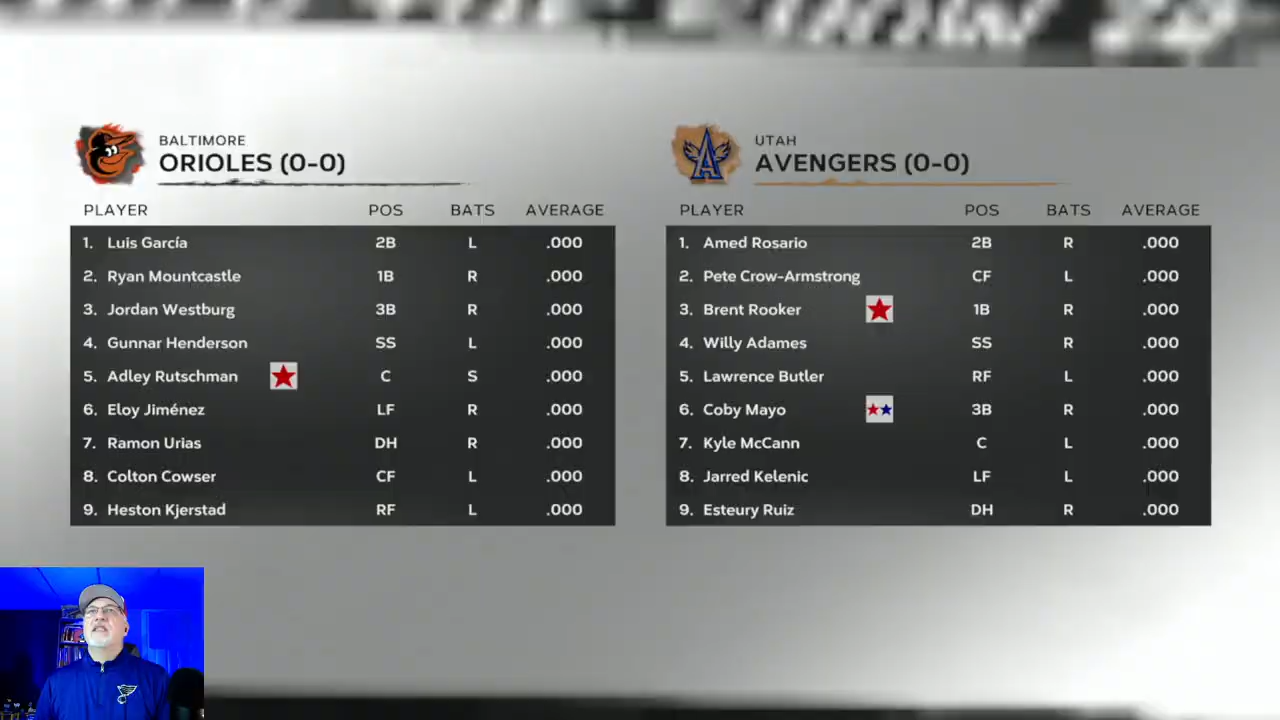 BALTIMORE
ORIOLES (0-0)
PLAYER POS BATS AVERAGE
1. Luis García 2B L .000
2. Ryan Mountcastle 1B R .000
3. Jordan Westburg 3B R .000
4. Gunnar Henderson SS L .000
5. Adley Rutschman C S .000
6. Eloy Jiménez LF R .000
7. Ramon Urias DH R .000
8. Colton Cowser CF L .000
9. Heston Kjerstad RF L .000
UTAH
AVENGERS (0-0)
PLAYER POS BATS AVERAGE
1. Amed Rosario 2B R .000
2. Pete Crow-Armstrong CF L .000
3. Brent Rooker 1B R .000
4. Willy Adames SS R .000
5. Lawrence Butler RF L .000
6. Coby Mayo 3B R .000
7. Kyle McCann C L .000
8. Jarred Kelenic LF L .000
9. Esteury Ruiz DH R .000